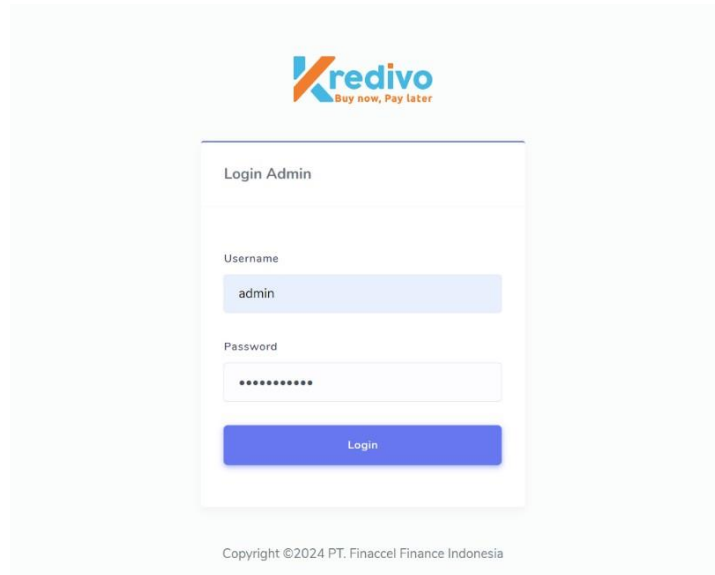 Kredivo
Buy now, Pay later
Login Admin
Username
admin
Password
•••••••••••
Login
Copyright ©2024 PT. Finaccel Finance Indonesia